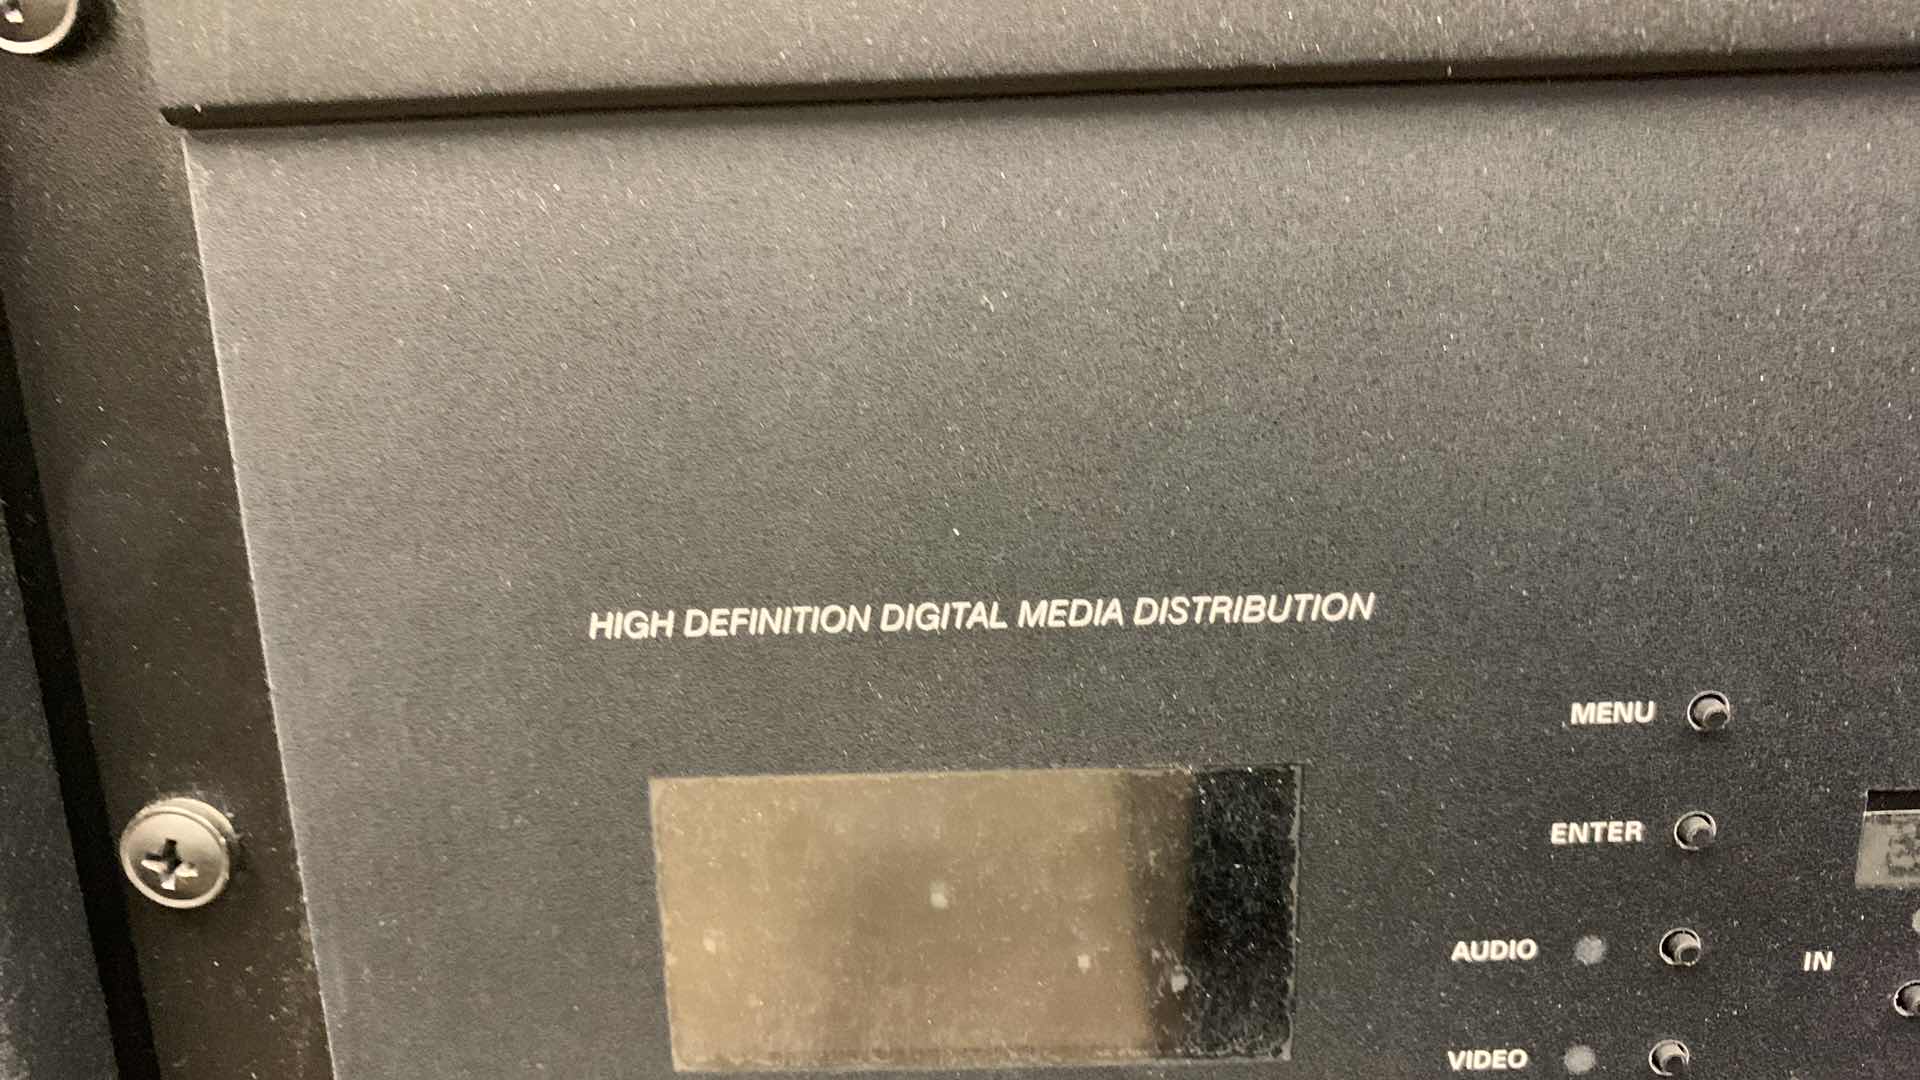 HIGH DEFINITION DIGITAL MEDIA DISTRIBUTION
MENU
ENTER
AUDIO
IN
VIDEO